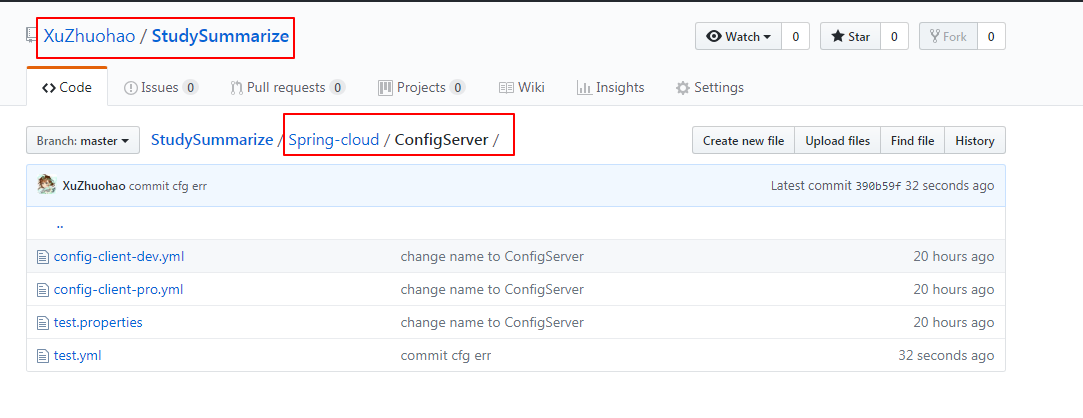 XuZhuohao / StudySummarize Watch 0 Star 0 Fork 0
Code Issues 0 Pull requests 0 Projects 0 Wiki Insights Settings
Branch: master StudySummarize / Spring-cloud / ConfigServer / Create new file Upload files Find file History
XuZhuohao commit cfg err Latest commit 390b59f 32 seconds ago
..
config-client-dev.yml change name to ConfigServer 20 hours ago
config-client-pro.yml change name to ConfigServer 20 hours ago
test.properties change name to ConfigServer 20 hours ago
test.yml commit cfg err 32 seconds ago